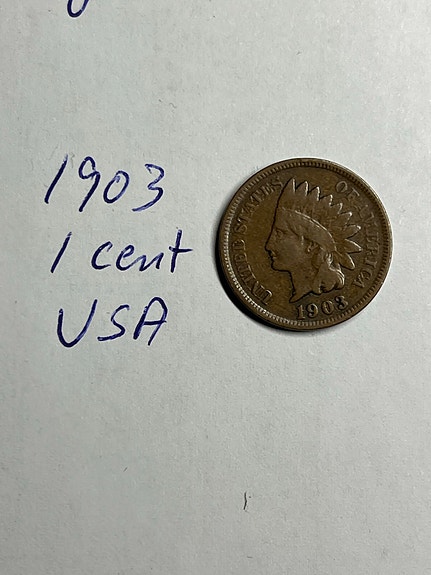 1903
1 cent
USA
UNITED STATES OF AMERICA
1903